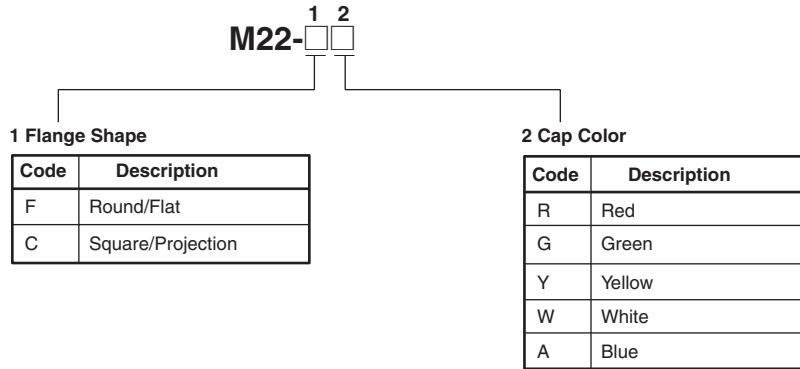 1 2
M22-□□
1 Flange Shape
Code Description
F Round/Flat
C Square/Projection
2 Cap Color
Code Description
R Red
G Green
Y Yellow
W White
A Blue